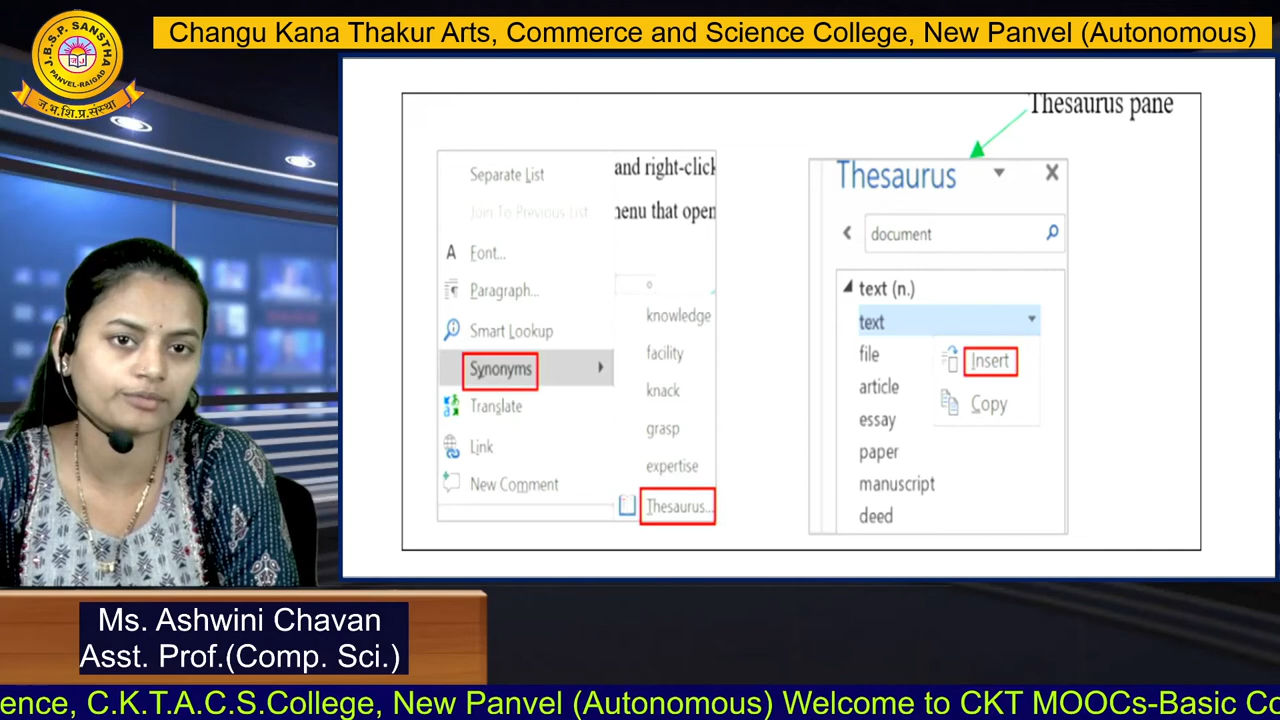 J.B.S.P. SANSTHA
PANVEL-RAIGAD
ज.भ.शि.प्र.संस्था
Changu Kana Thakur Arts, Commerce and Science College, New Panvel (Autonomous)
Thesaurus pane
Separate List
Join To Previous List
Font...
Paragraph...
Smart Lookup
Synonyms
Translate
Link
New Comment
and right-click
menu that open
knowledge
facility
knack
grasp
expertise
Thesaurus...
Thesaurus
document
text (n.)
text
file
article
essay
paper
manuscript
deed
Insert
Copy
Ms. Ashwini Chavan
Asst. Prof.(Comp. Sci.)
ence, C.K.T.A.C.S.College, New Panvel (Autonomous) Welcome to CKT MOOCs-Basic Co